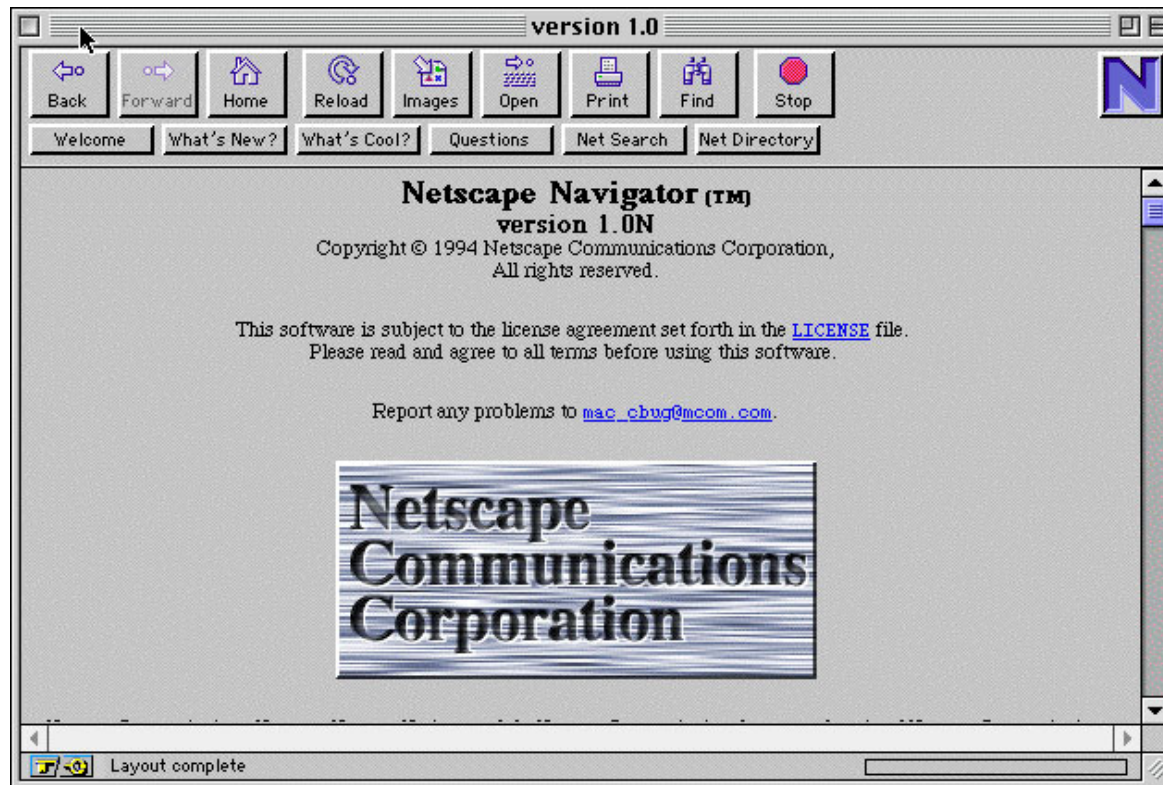 version 1.0
Back Forward Home Reload Images Open Print Find Stop
N
Welcome What's New? What's Cool? Questions Net Search Net Directory
Netscape Navigator (TM)
version 1.0N
Copyright © 1994 Netscape Communications Corporation,
All rights reserved.
This software is subject to the license agreement set forth in the LICENSE file.
Please read and agree to all terms before using this software.
Report any problems to mac_cbug@mcom.com.
Netscape
Communications
Corporation
Layout complete